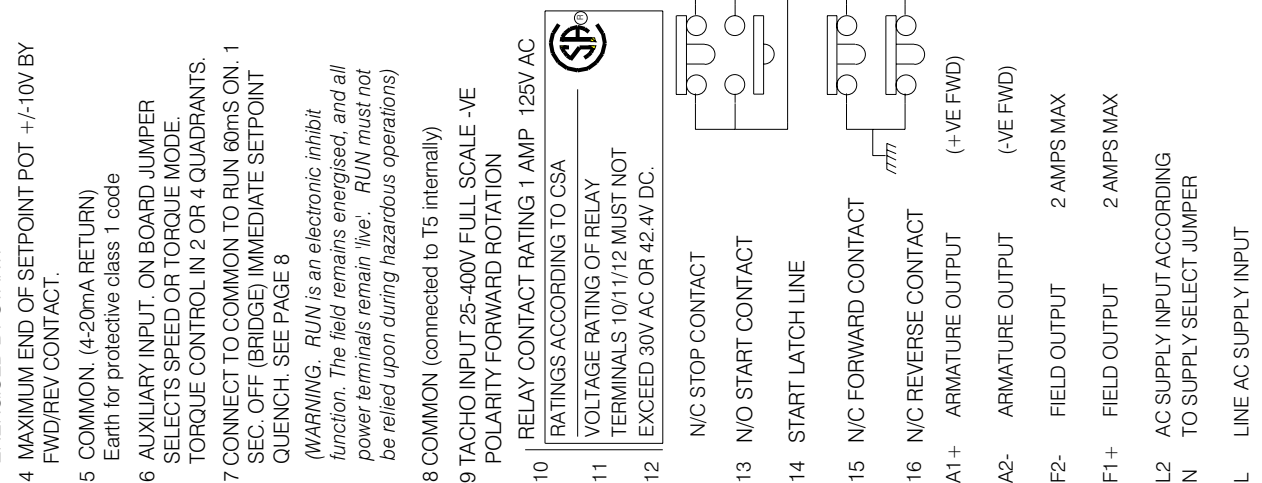 4 MAXIMUM END OF SETPOINT POT +/-10V BY
FWD/REV CONTACT.
5 COMMON. (4-20mA RETURN)
Earth for protective class 1 code
6 AUXILIARY INPUT. ON BOARD JUMPER
SELECTS SPEED OR TORQUE MODE.
TORQUE CONTROL IN 2 OR 4 QUADRANTS.
7 CONNECT TO COMMON TO RUN 60mS ON. 1
SEC. OFF (BRIDGE) IMMEDIATE SETPOINT
QUENCH. SEE PAGE 8
(WARNING. RUN is an electronic inhibit
function. The field remains energised, and all
power terminals remain 'live'. RUN must not
be relied upon during hazardous operations)
8 COMMON (connected to T5 internally)
9 TACHO INPUT 25-400V FULL SCALE -VE
POLARITY FORWARD ROTATION
10 RELAY CONTACT RATING 1 AMP 125V AC
RATINGS ACCORDING TO CSA
11 VOLTAGE RATING OF RELAY
TERMINALS 10/11/12 MUST NOT
12 EXCEED 30V AC OR 42.4V DC.
SA ®
N/C STOP CONTACT
13 N/O START CONTACT
14 START LATCH LINE
15 N/C FORWARD CONTACT
16 N/C REVERSE CONTACT
A1+ ARMATURE OUTPUT (+VE FWD)
A2- ARMATURE OUTPUT (-VE FWD)
F2- FIELD OUTPUT 2 AMPS MAX
F1+ FIELD OUTPUT 2 AMPS MAX
L2 AC SUPPLY INPUT ACCORDING
N TO SUPPLY SELECT JUMPER
L LINE AC SUPPLY INPUT